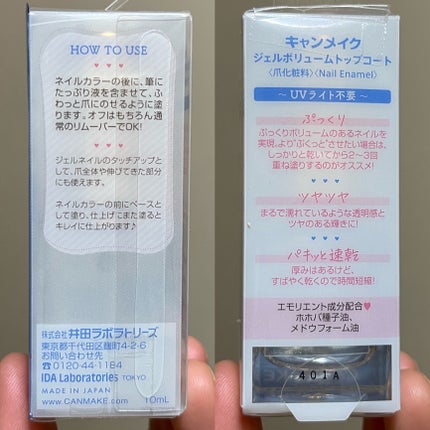 HOW TO USE
ネイルカラーの後に、筆に
たっぷり液を含ませて、ふ
わっと爪にのせるように塗
ります。オフはもちろん通
常のリムーバーでOK!
ジェルネイルのタッチアップと
して、爪全体や伸びてきた部分
にも使えます。
ネイルカラーの前にベースと
して塗り、仕上げにまた塗ると
キレイに仕上がります♪
株式会社 井田ラボラトリーズ
東京都千代田区麹町4-2-6
お問い合わせ先
0120-44-1184
IDA Laboratories TOKYO
MADE IN JAPAN
www.CANMAKE.com 10mL
キャンメイク
ジェルボリュームトップコート
〈爪化粧料〉〈Nail Enamel〉
～UVライト不要～
ぷっくり
ぷっくりボリュームのあるネイルを
実現。より"ぷくっと"させたい場合は、
しっかりと乾いてから2～3回
重ね塗りするのがオススメ!
ツヤツヤ
まるで濡れているような透明感と
ツヤのある輝きに!
パキッと速乾
厚みはあるけど、
すばやく乾くので時間短縮!
エモリエント成分配合♥
ホホバ種子油、
メドウフォーム油
401A